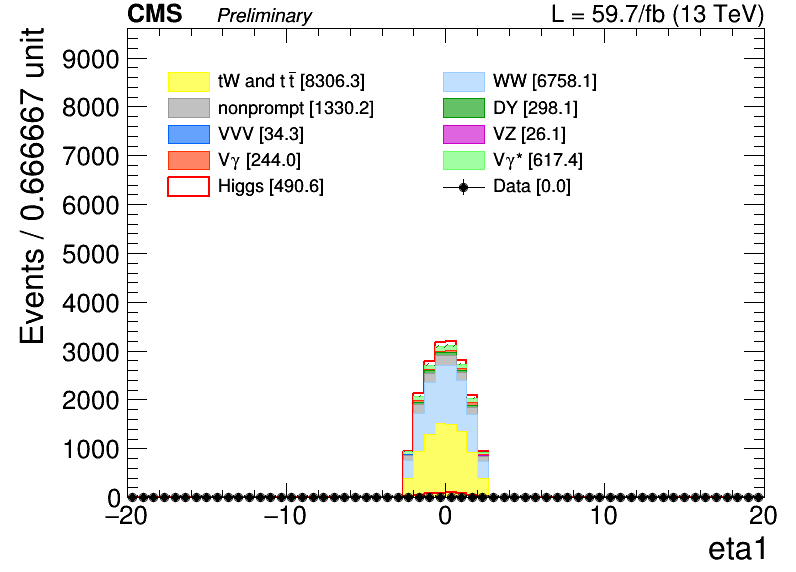 CMS Preliminary L = 59.7/fb (13 TeV)
Events / 0.666667 unit
9000
8000
7000
6000
5000
4000
3000
2000
1000
0
tW and t t̅ [8306.3] WW [6758.1]
nonprompt [1330.2] DY [298.1]
VVV [34.3] VZ [26.1]
Vγ [244.0] Vγ* [617.4]
Higgs [490.6] Data [0.0]
−20 −10 0 10 20
eta1